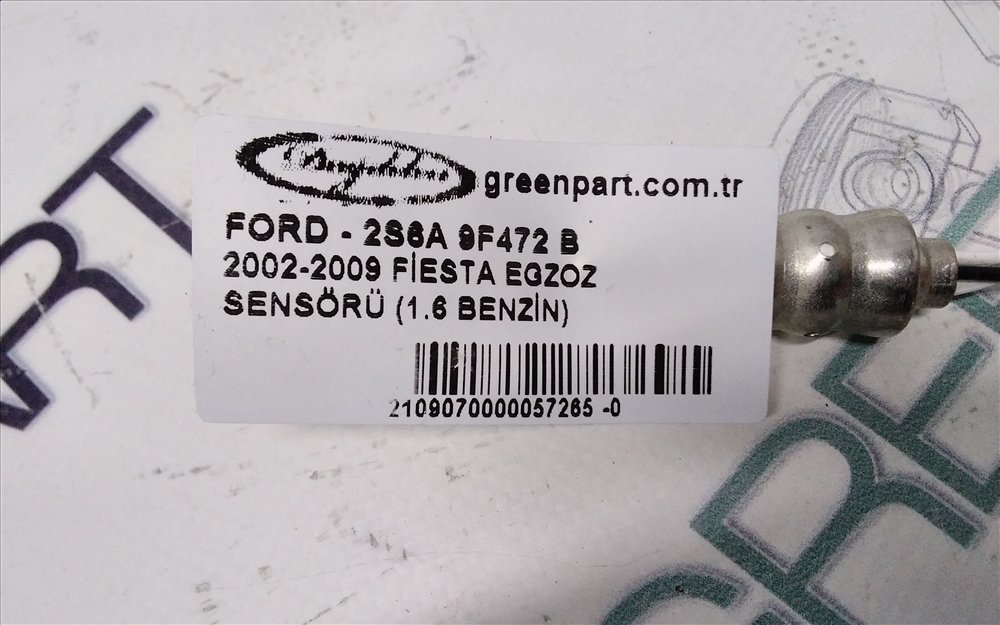 greenpart.com.tr
FORD - 2S6A 9F472 B
2002-2009 FİESTA EGZOZ
SENSÖRÜ (1.6 BENZİN)
2109070000057265 -0